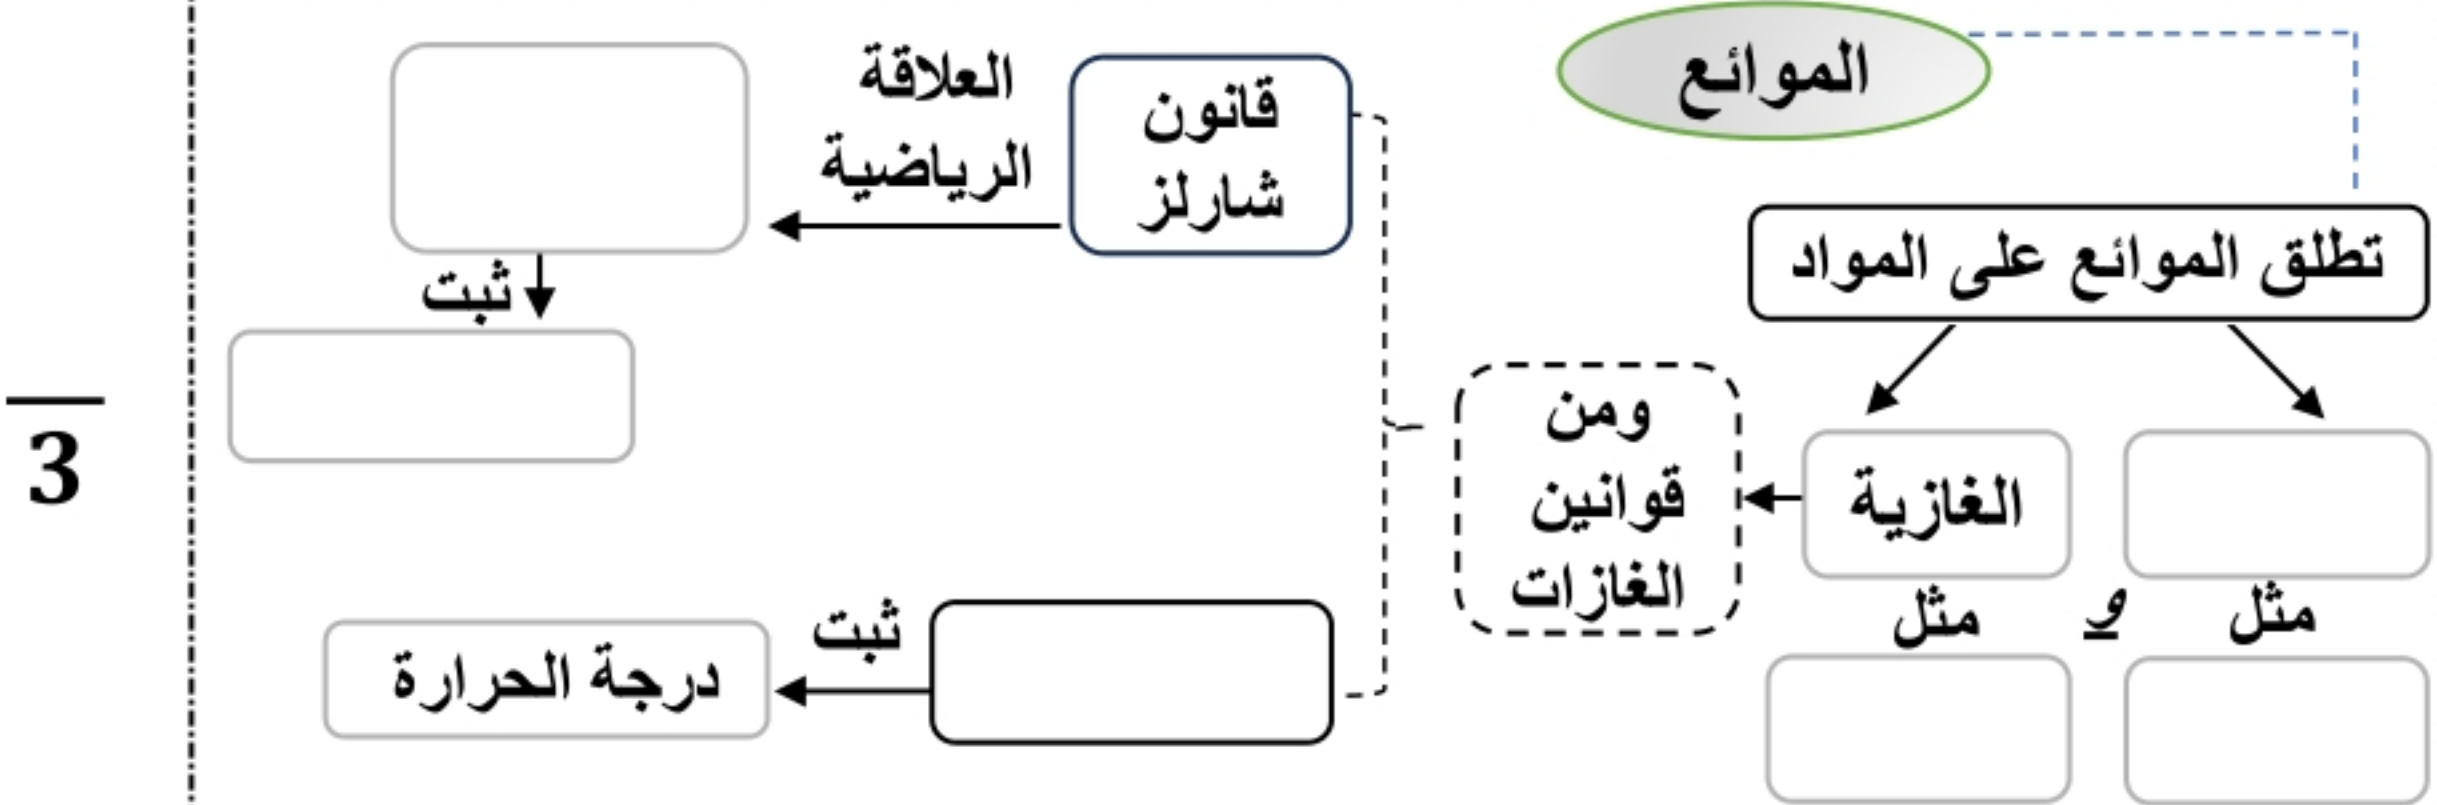 الموائع
تطلق الموائع على المواد
الغازية
مثل
و
مثل
ومن
قوانين
الغازات
قانون
شارلز
العلاقة
الرياضية
ثبت
ثبت
درجة الحرارة
3